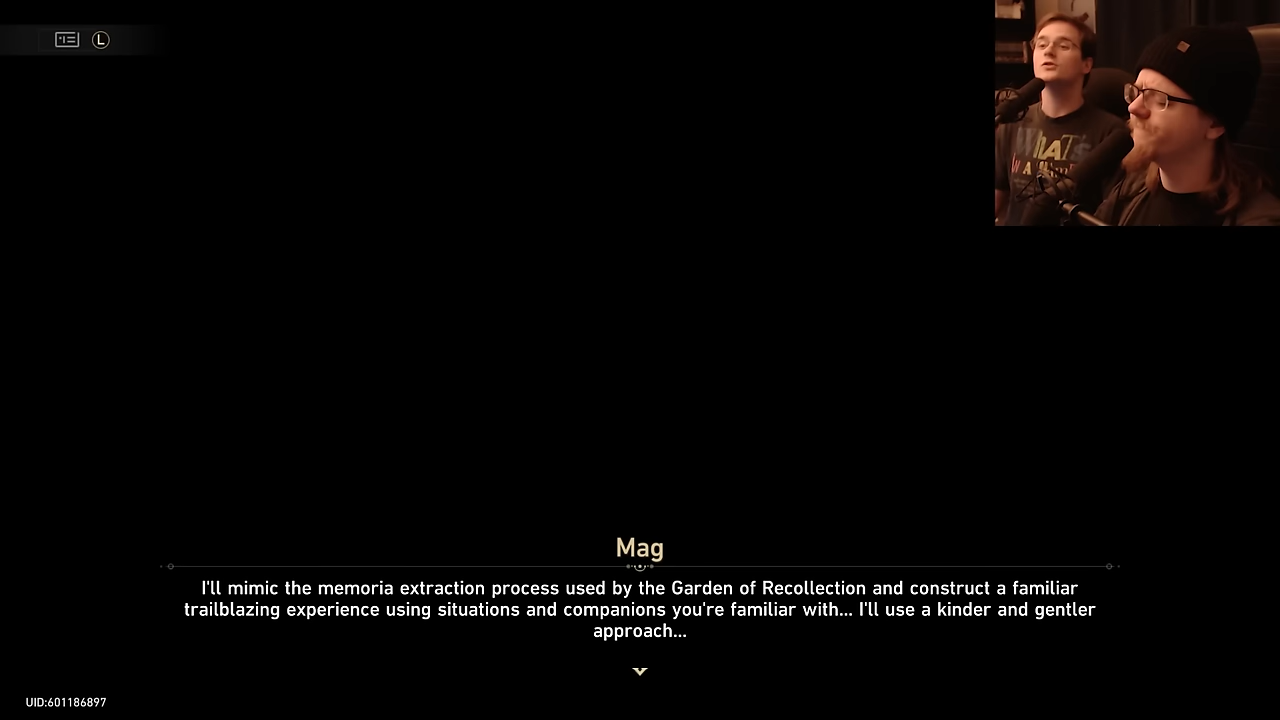 L
WHAT'S
Mag
I'll mimic the memoria extraction process used by the Garden of Recollection and construct a familiar
trailblazing experience using situations and companions you're familiar with... I'll use a kinder and gentler
approach...
UID:601186897